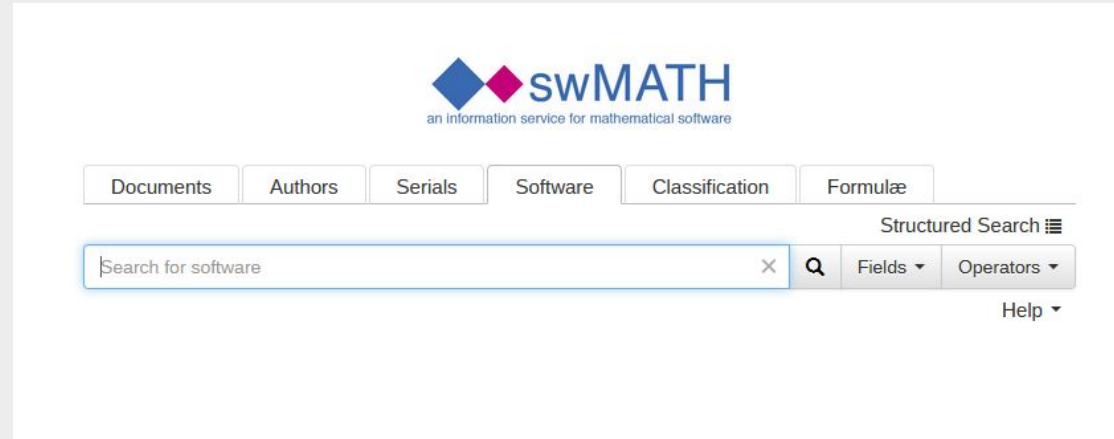 swMATH
an information service for mathematical software
Documents Authors Serials Software Classification Formulæ
Structured Search
Search for software Fields Operators
Help